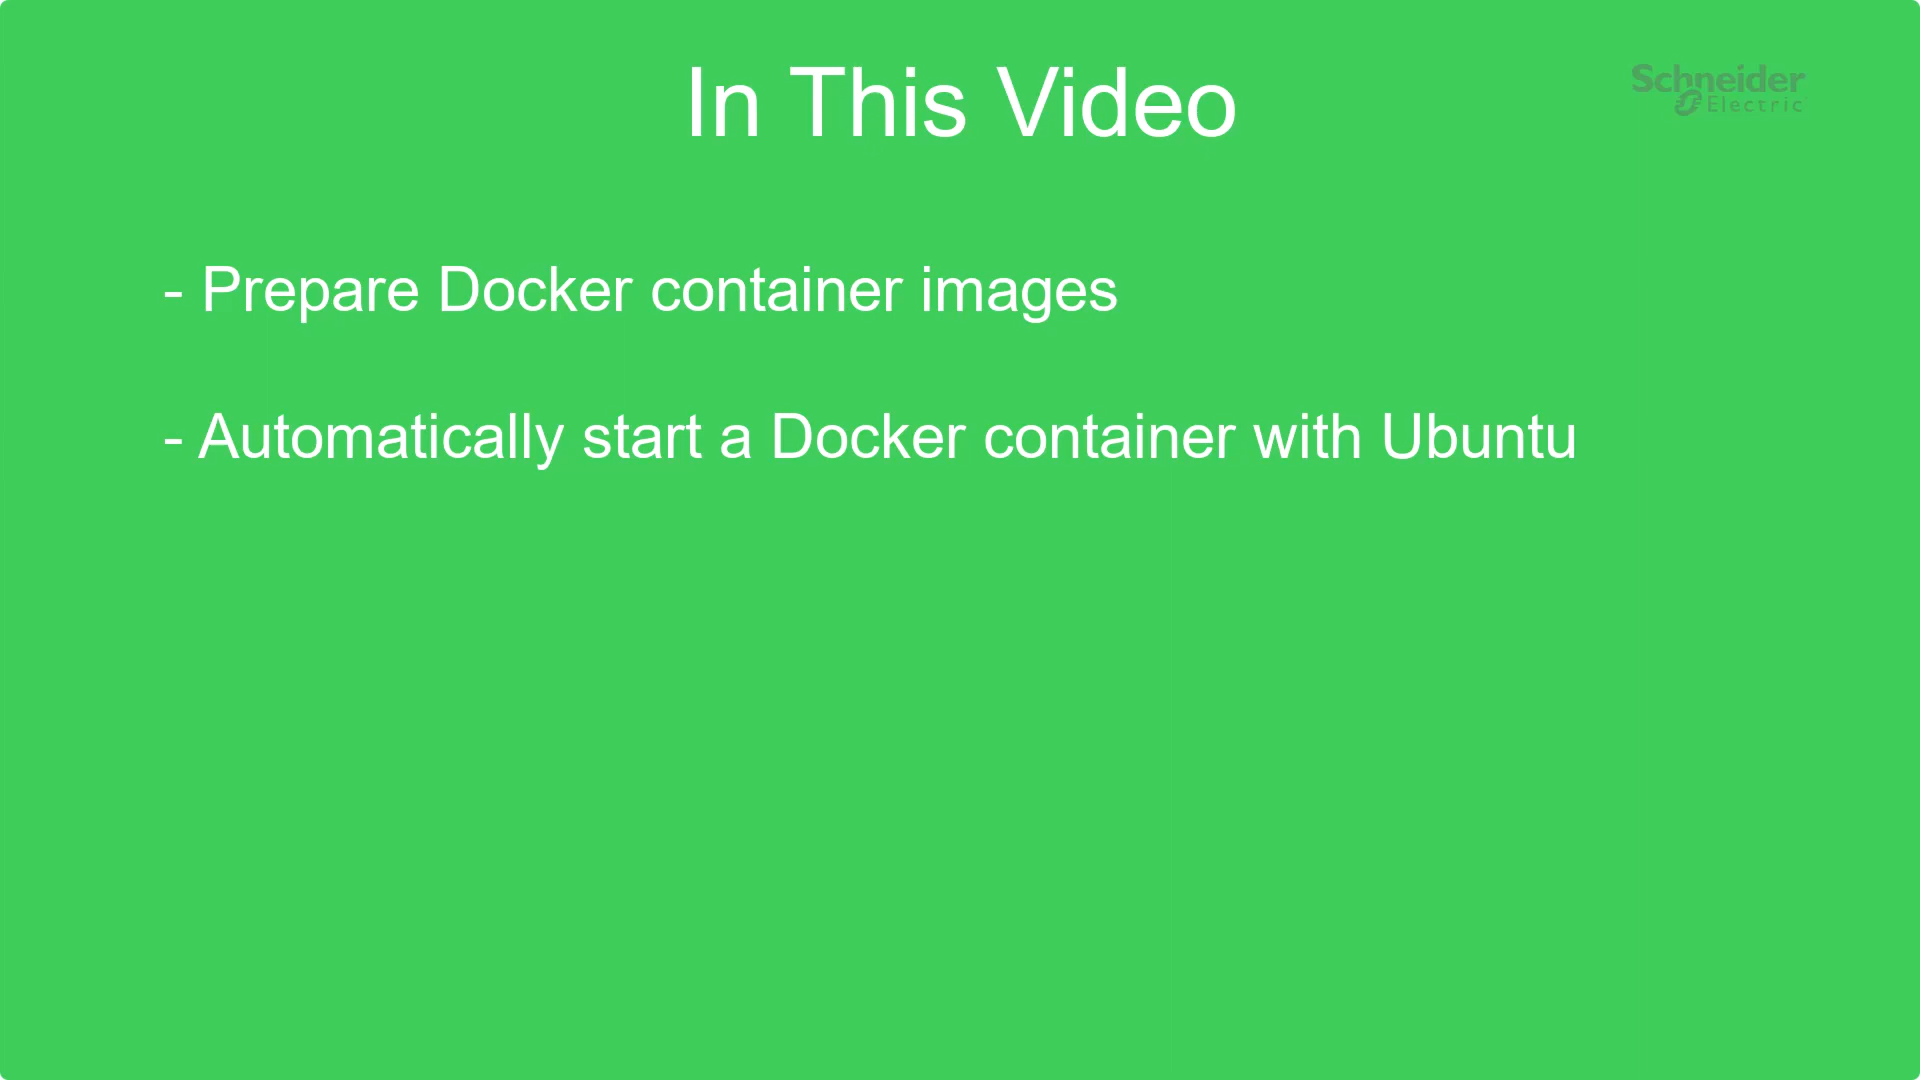 In This Video
Schneider
Electric
- Prepare Docker container images
- Automatically start a Docker container with Ubuntu